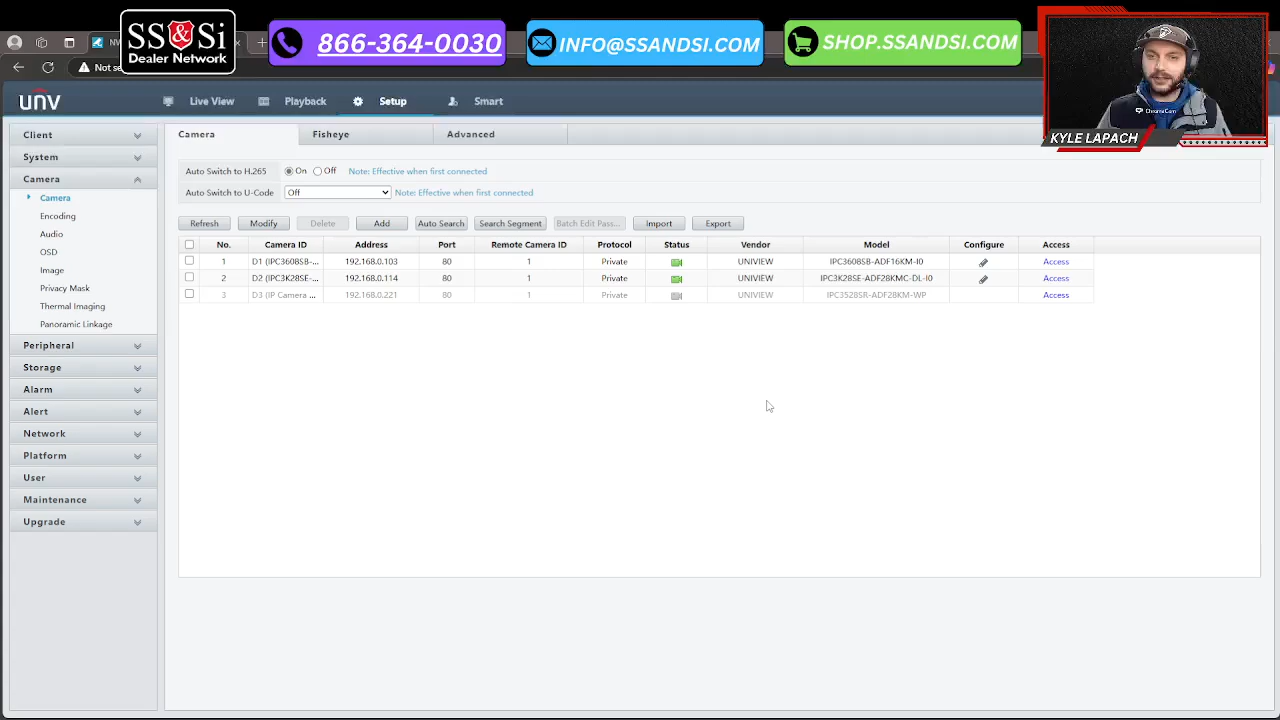 SS&Si
Dealer Network
866-364-0030
INFO@SSANDSI.COM
SHOP.SSANDSI.COM
Not se
ChromaCam
KYLE LAPACH
unv
Live View
Playback
Setup
Smart
Client
System
Camera
Camera
Encoding
Audio
OSD
Image
Privacy Mask
Thermal Imaging
Panoramic Linkage
Peripheral
Storage
Alarm
Alert
Network
Platform
User
Maintenance
Upgrade
Camera Fisheye Advanced
Auto Switch to H.265 On Off Note: Effective when first connected
Auto Switch to U-Code Off Note: Effective when first connected
Refresh Modify Delete Add Auto Search Search Segment Batch Edit Pass... Import Export
No. Camera ID Address Port Remote Camera ID Protocol Status Vendor Model Configure Access
1 D1 (IPC3608SB-... 192.168.0.103 80 1 Private UNIVIEW IPC3608SB-ADF16KM-I0 Access
2 D2 (IPC3K28SE-... 192.168.0.114 80 1 Private UNIVIEW IPC3K28SE-ADF28KMC-DL-I0 Access
3 D3 (IP Camera ... 192.168.0.221 80 1 Private UNIVIEW IPC3528SR-ADF28KM-WP Access